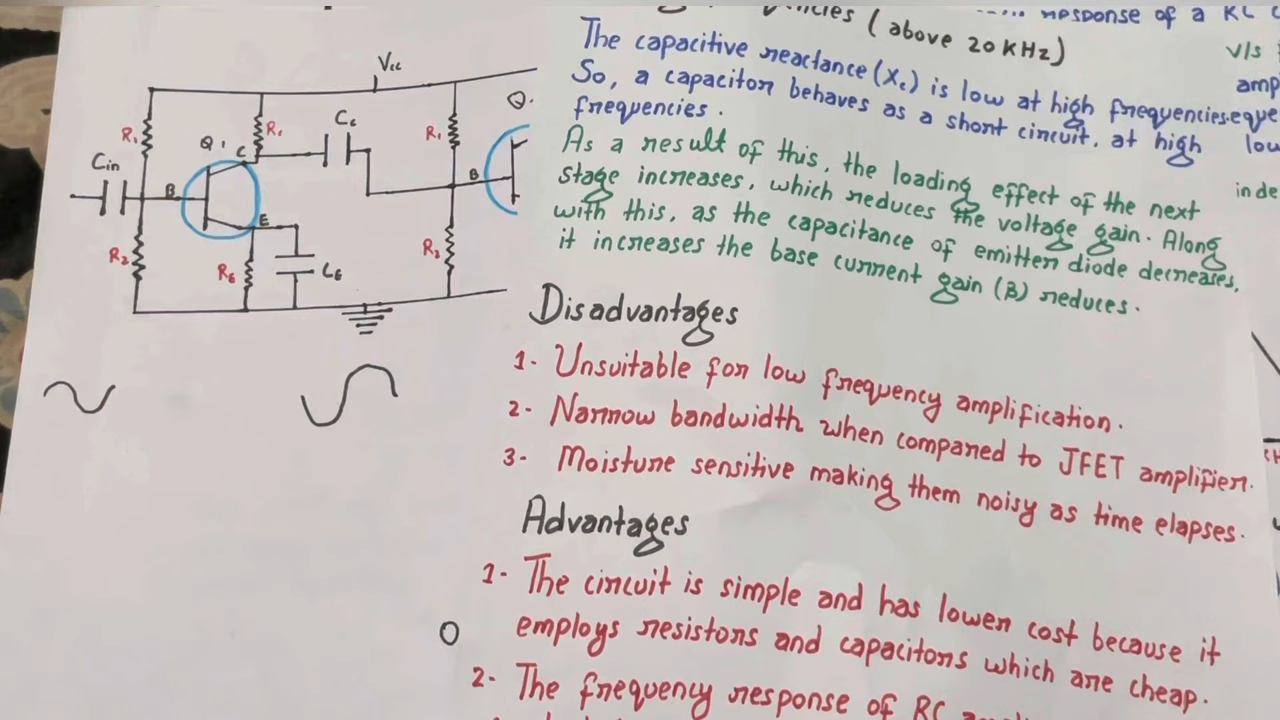 Vcc
R1
Rc
Cc
R1
Q1
C
Cin
B
B
E
R2
RE
CE
R2
Q
response of a RC
(above 20 KHz)
The capacitive reactance (Xc) is low at high frequencies.
So, a capacitor behaves as a short circuit, at high
frequencies.
As a result of this, the loading effect of the next
stage increases, which reduces the voltage gain. Along
with this, as the capacitance of emitter diode decreases,
it increases the base current gain (β) reduces.
Disadvantages
1- Unsuitable for low frequency amplification.
2- Narrow bandwidth when compared to JFET amplifier.
3- Moisture sensitive making them noisy as time elapses.
Advantages
1- The circuit is simple and has lower cost because it
employs resistors and capacitors which are cheap.
2- The frequency response of RC
V/s
amp
low
inde